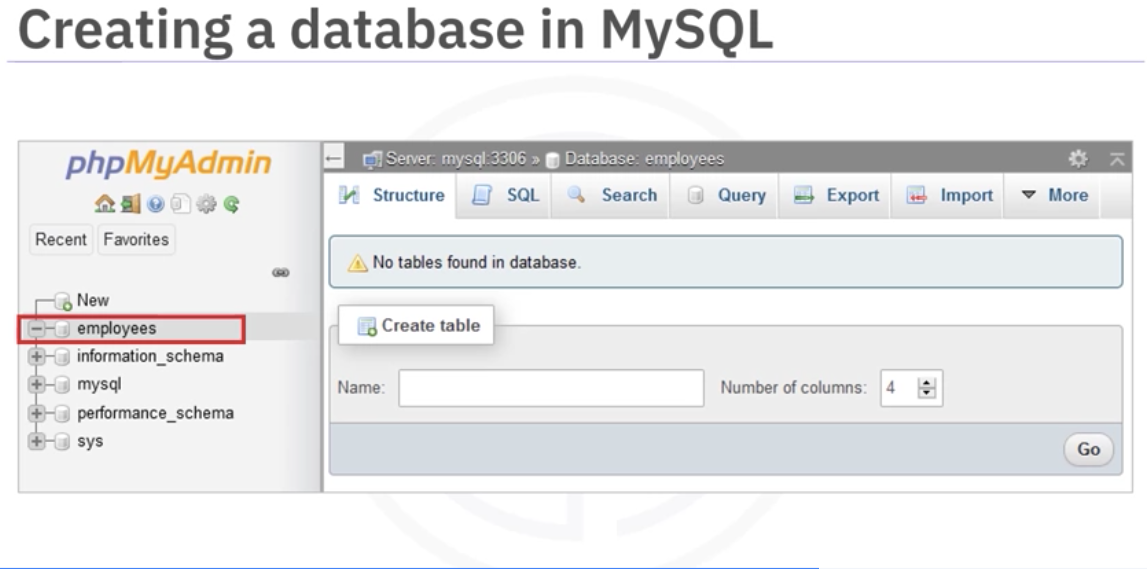 Creating a database in MySQL
phpMyAdmin
Recent Favorites
New
employees
information_schema
mysql
performance_schema
sys
Server: mysql:3306 » Database: employees
Structure SQL Search Query Export Import More
No tables found in database.
Create table
Name: Number of columns: 4
Go